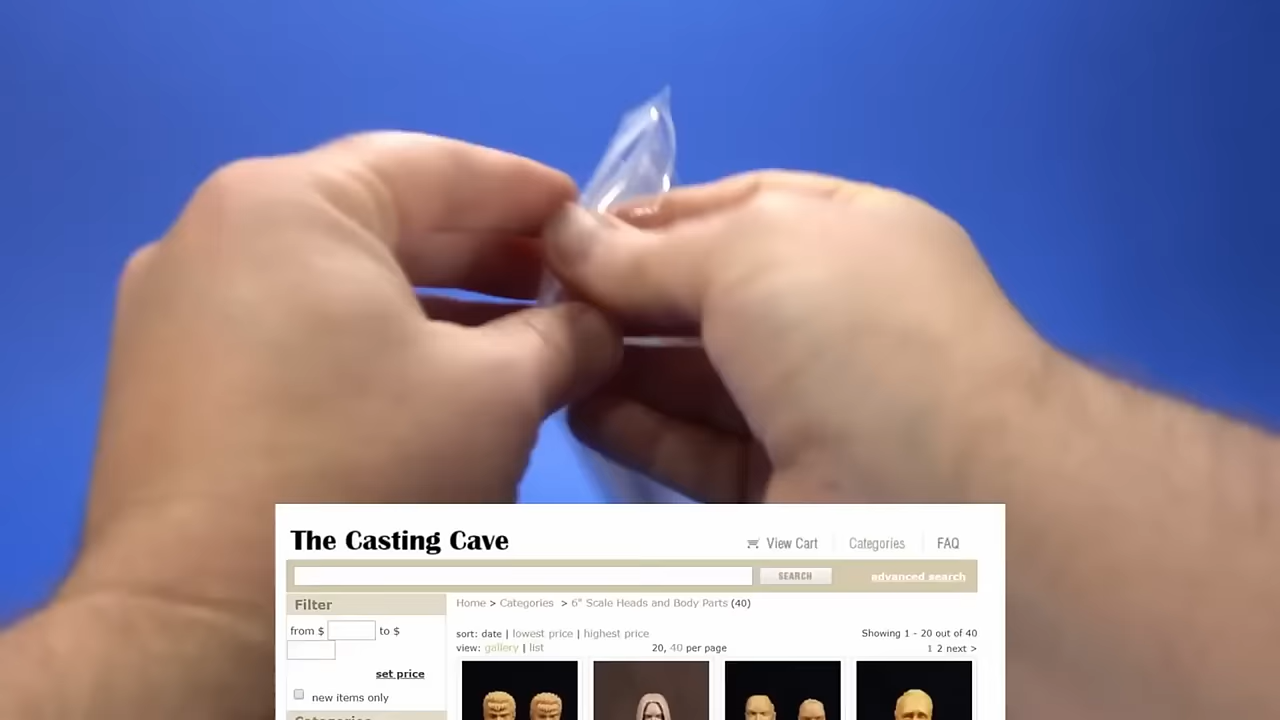 The Casting Cave
View Cart
Categories
FAQ
SEARCH
advanced search
Filter
Home > Categories > 6" Scale Heads and Body Parts (40)
from $ to $
sort: date | lowest price | highest price
Showing 1 - 20 out of 40
view: gallery | list
20, 40 per page
1 2 next >
set price
new items only
Categories